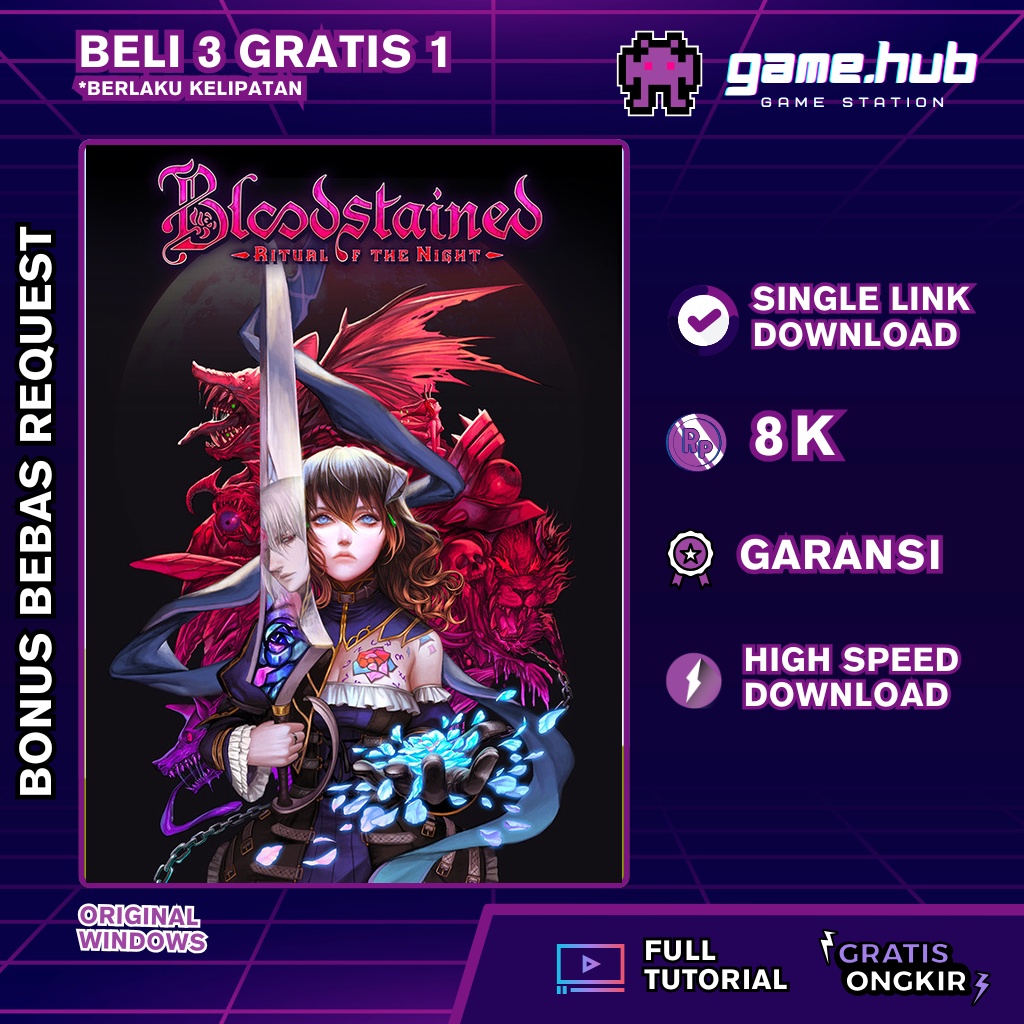 BELI 3 GRATIS 1
*BERLAKU KELIPATAN
game.hub
GAME STATION
BONUS BEBAS REQUEST
Bloodstained
RITUAL OF THE NIGHT
SINGLE LINK
DOWNLOAD
RP
8K
GARANSI
HIGH SPEED
DOWNLOAD
ORIGINAL
WINDOWS
FULL
TUTORIAL
GRATIS
ONGKIR